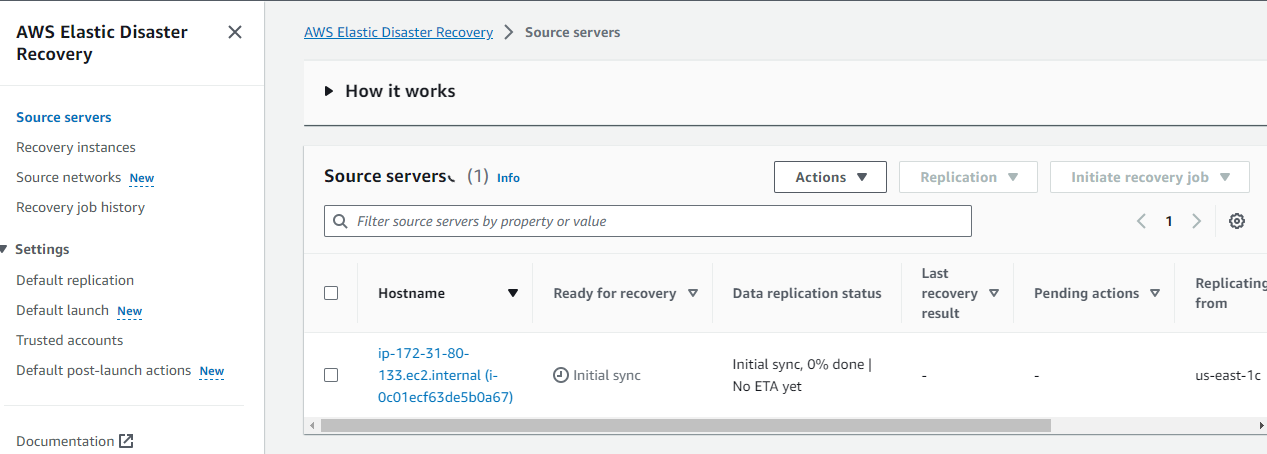 AWS Elastic Disaster
Recovery
Source servers
Recovery instances
Source networks New
Recovery job history
Settings
Default replication
Default launch New
Trusted accounts
Default post-launch actions New
Documentation
AWS Elastic Disaster Recovery > Source servers
How it works
Source servers (1) Info
Actions
Replication
Initiate recovery job
Filter source servers by property or value
1
Hostname
Ready for recovery
Data replication status
Last
recovery
result
Pending actions
Replicating
from
ip-172-31-80-
133.ec2.internal (i-
0c01ecf63de5b0a67)
Initial sync
Initial sync, 0% done |
No ETA yet
-
-
us-east-1c